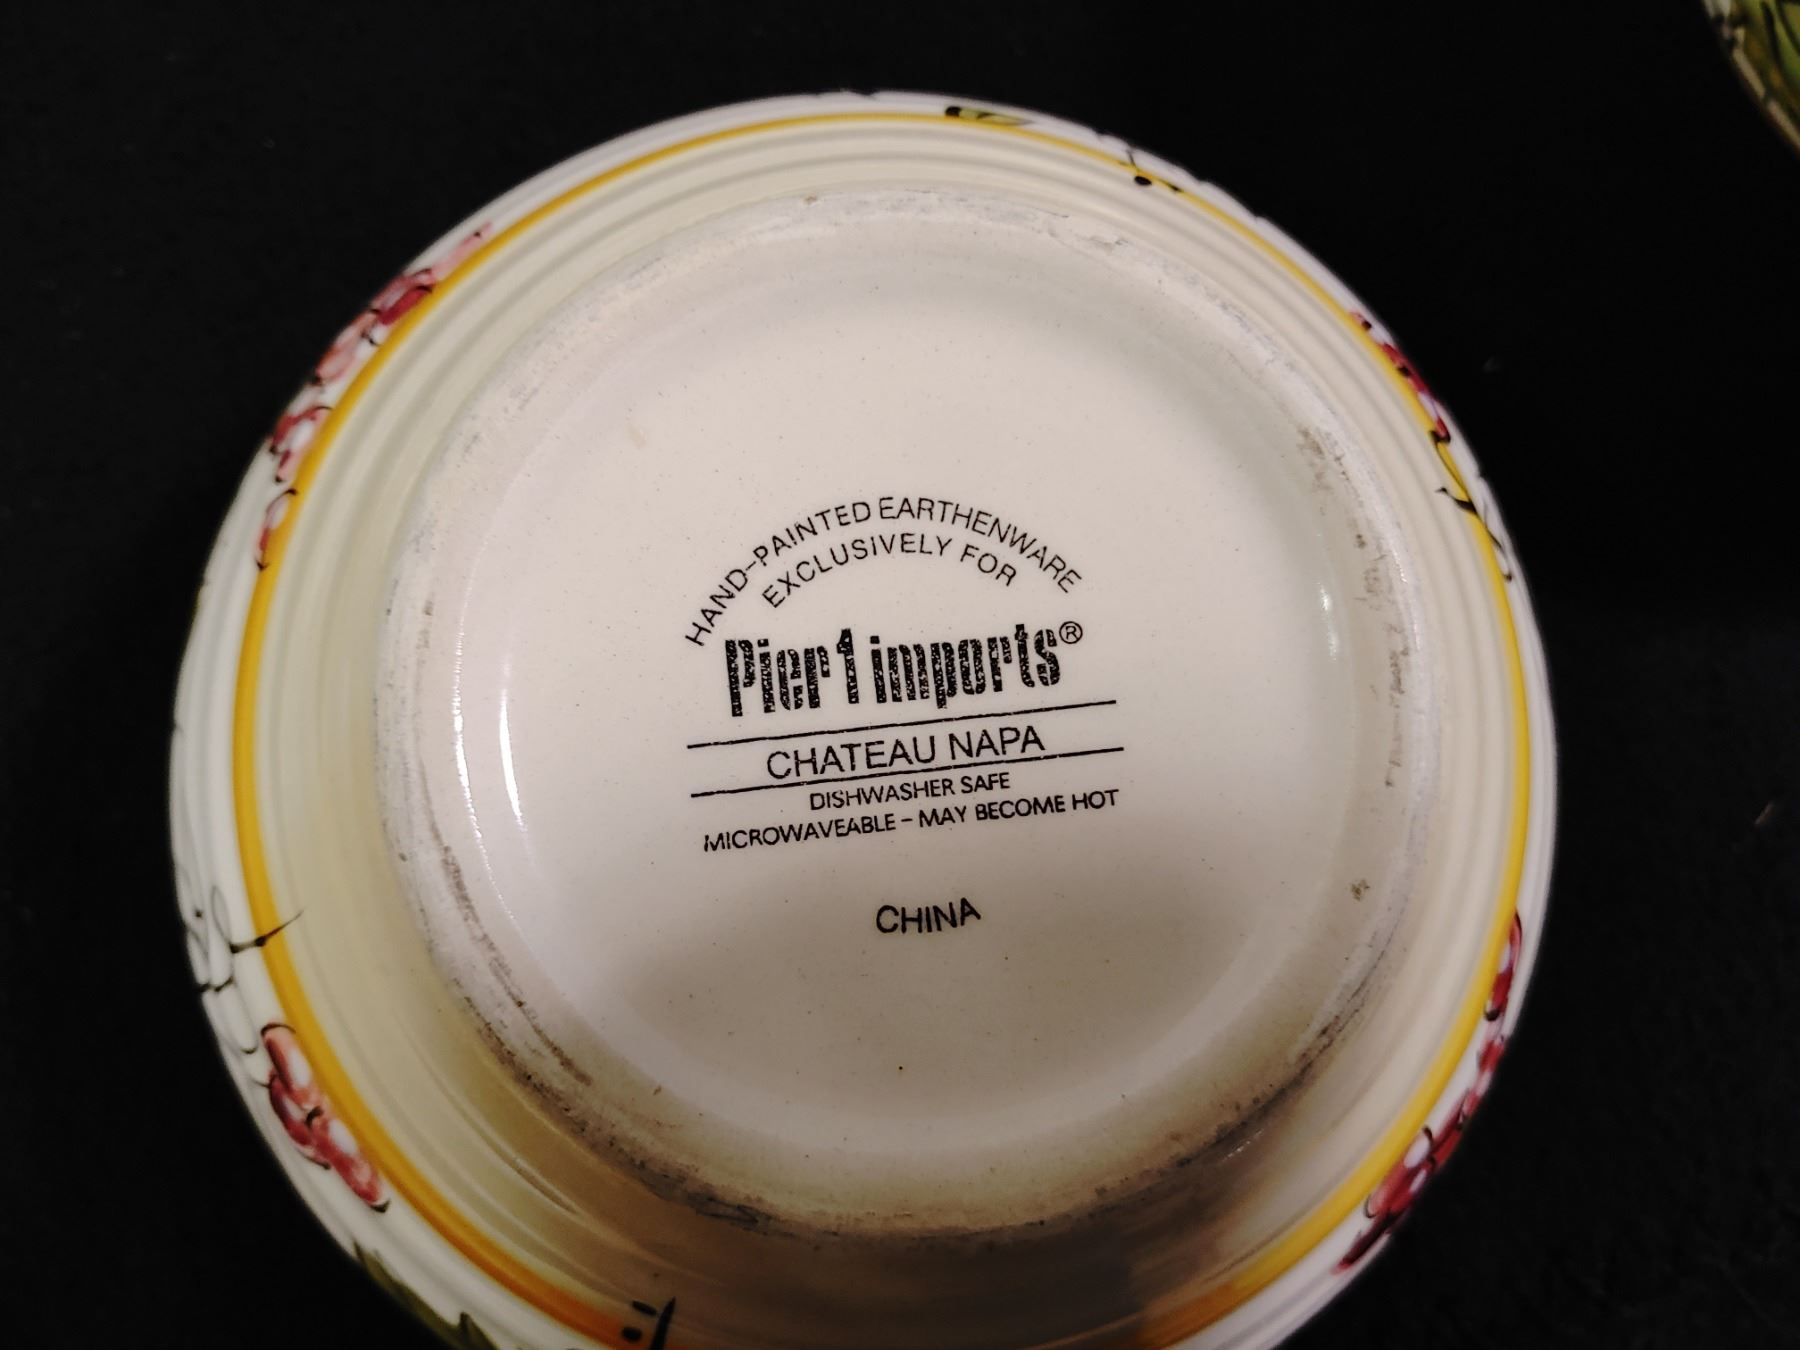 HAND-PAINTED EARTHENWARE
EXCLUSIVELY FOR
Pier 1 imports®
CHATEAU NAPA
DISHWASHER SAFE
MICROWAVEABLE - MAY BECOME HOT
CHINA